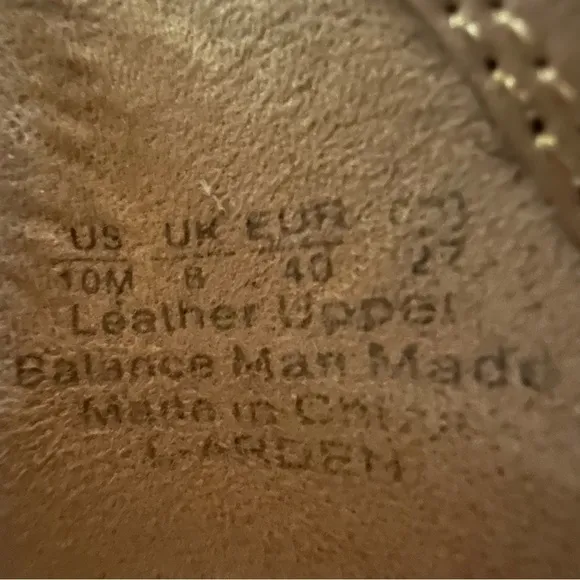 US UK EUR
10M 8 40 27
Leather Upper
Balance Man Made
Made in China